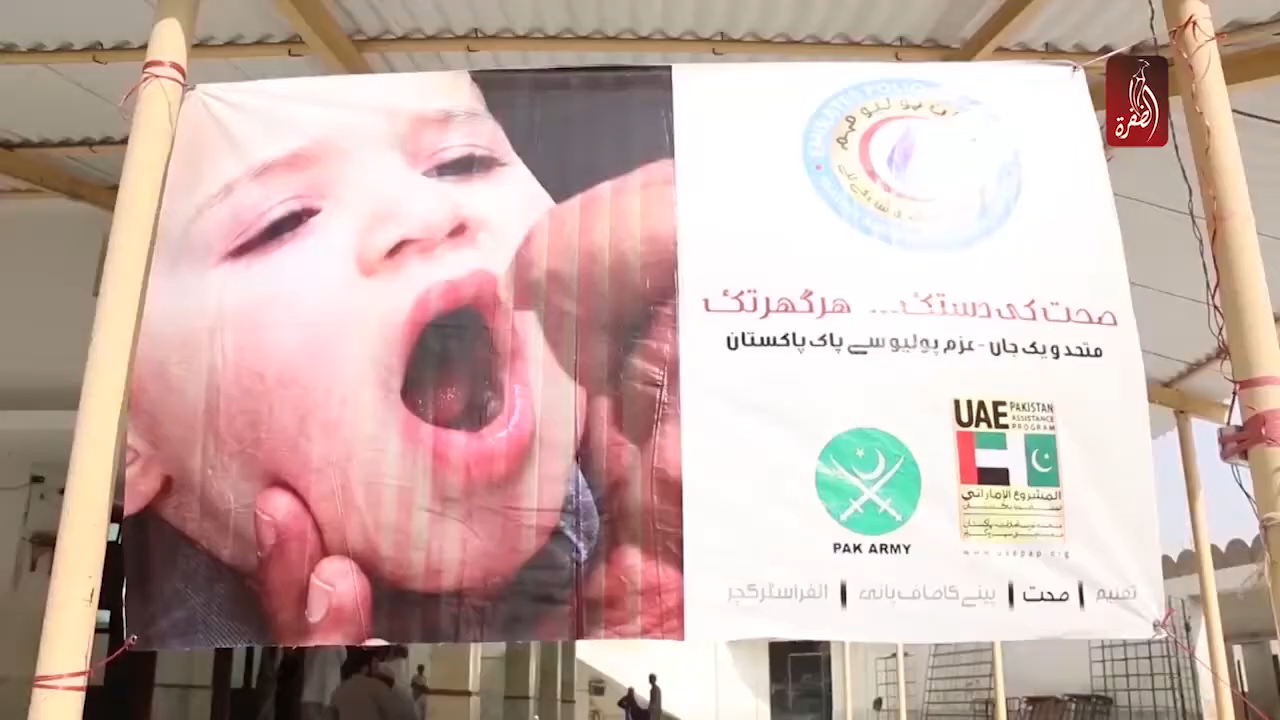 الظفرة
صحت کی دستک... ہر گھر تک
متحد و یک جان - عزم پولیو سے پاک پاکستان
UAE PAKISTAN
ASSISTANCE
PROGRAM
المشروع الإماراتي
PAK ARMY
www.uaepap.org
تعلیم | صحت | پینے کا صاف پانی | انفراسٹرکچر